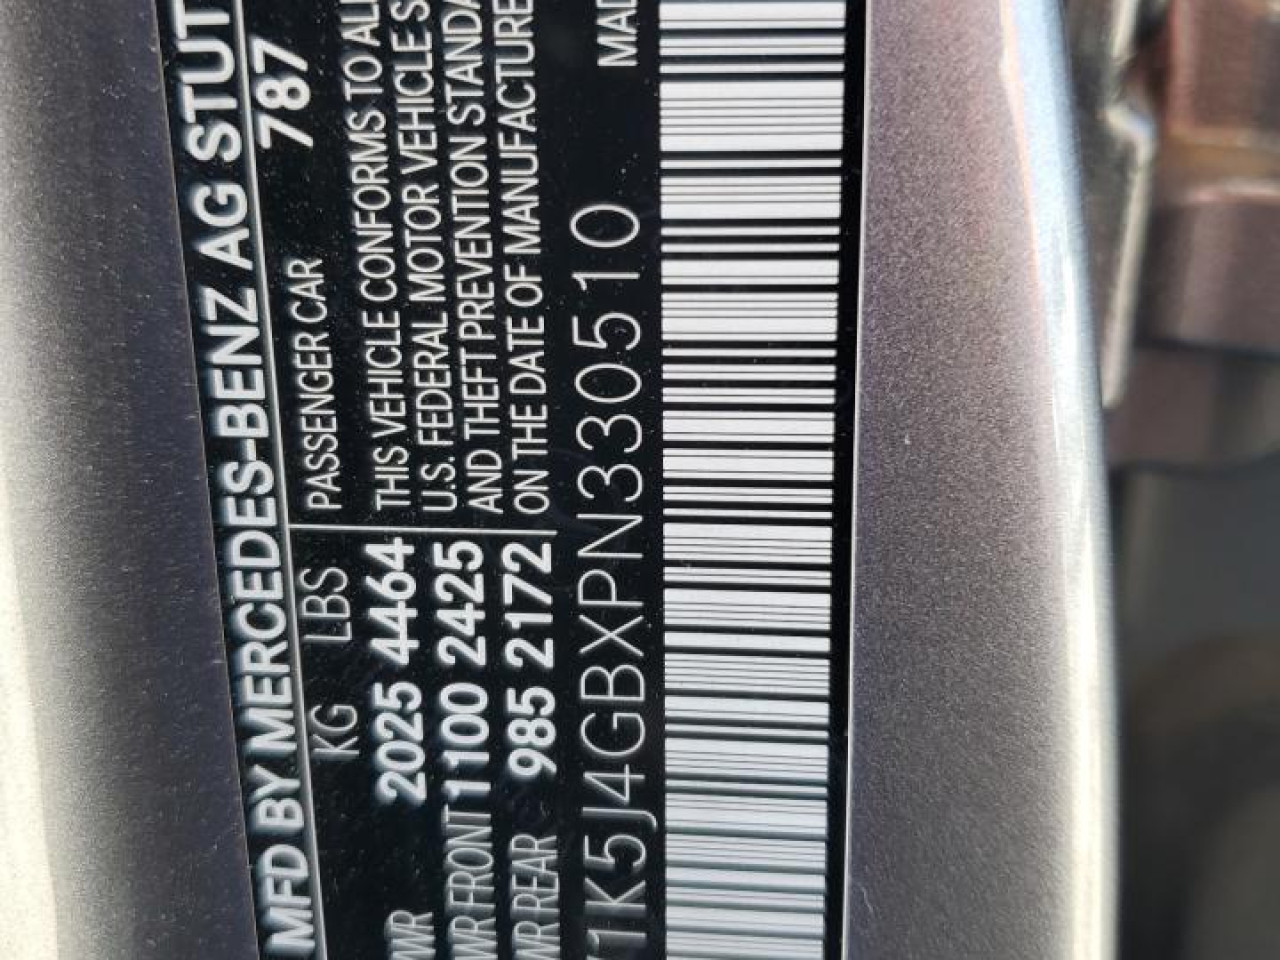 MFD BY MERCEDES-BENZ AG STUT
KG LBS PASSENGER CAR 787
WR 2025 4464 THIS VEHICLE CONFORMS TO ALL
WR FRONT 1100 2425 U.S. FEDERAL MOTOR VEHICLE S
WR REAR 985 2172 AND THEFT PREVENTION STANDA
ON THE DATE OF MANUFACTURE
1K5J4GBXPN330510 MAD